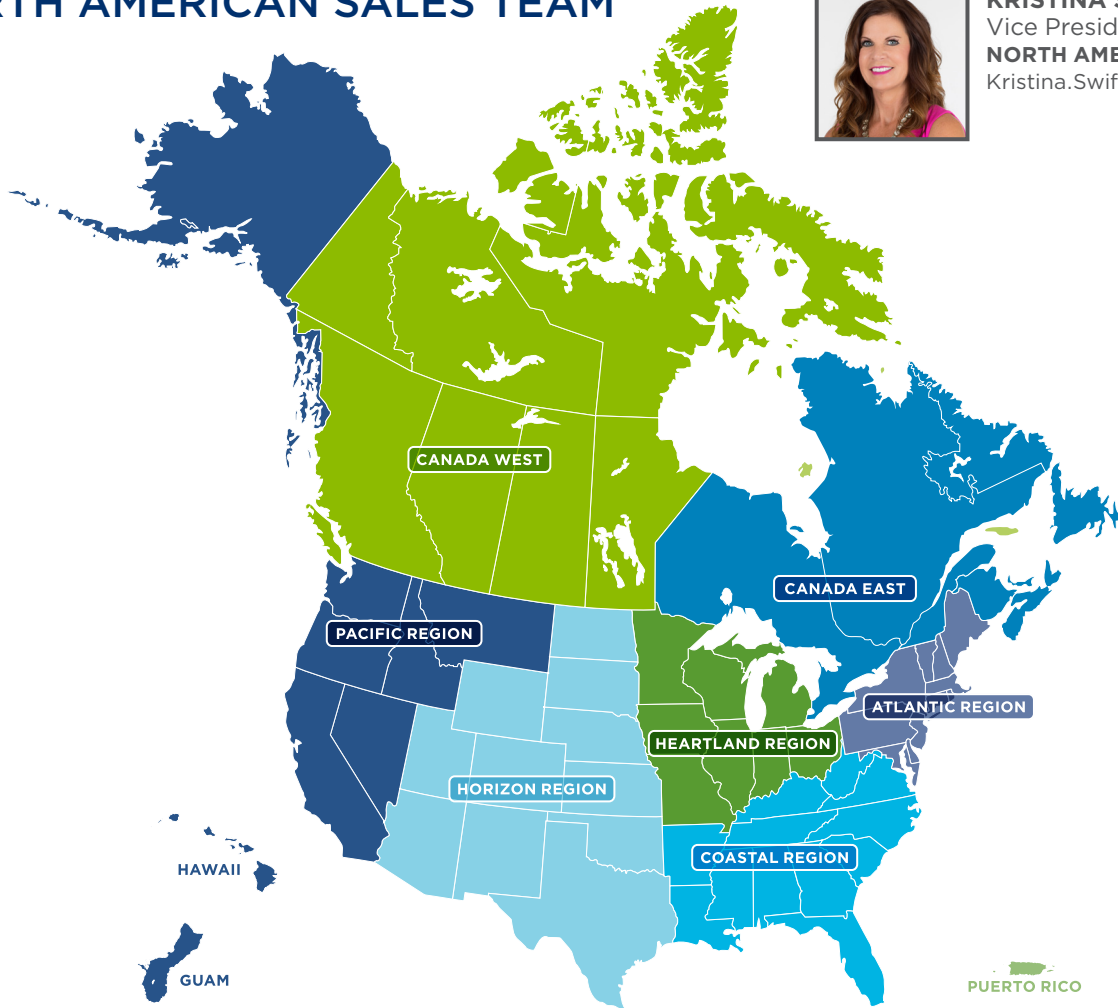 RTH AMERICAN SALES TEAM
KRISTINA S
Vice Presid
NORTH AME
Kristina.Swif
CANADA WEST
CANADA EAST
PACIFIC REGION
ATLANTIC REGION
HEARTLAND REGION
HORIZON REGION
COASTAL REGION
HAWAII
GUAM
PUERTO RICO